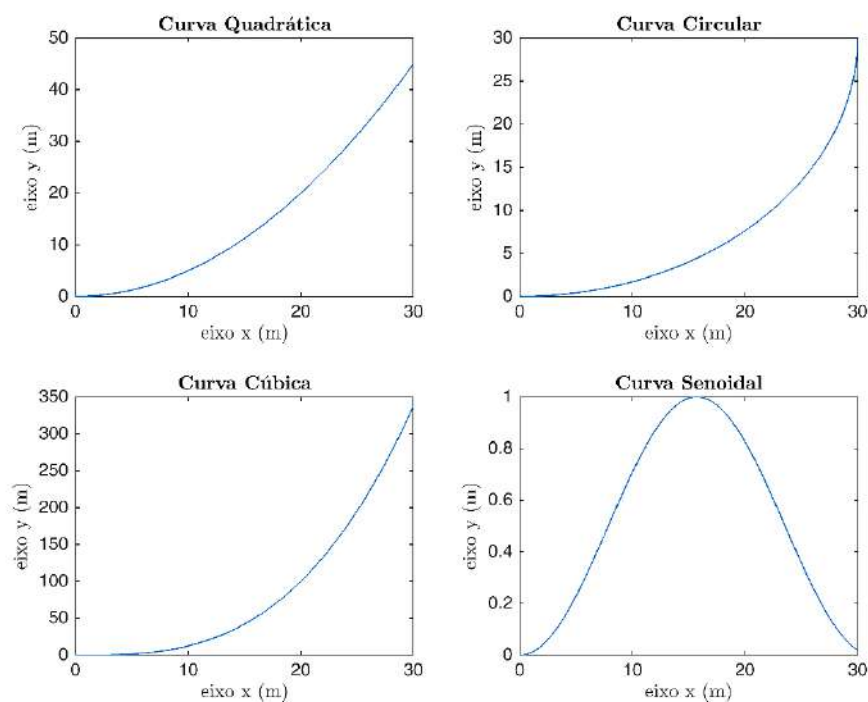 Curva Quadrática
50
40
30
20
10
0
0 10 20 30
eixo y (m)
eixo x (m)
Curva Circular
30
25
20
15
10
5
0
0 10 20 30
eixo y (m)
eixo x (m)
Curva Cúbica
350
300
250
200
150
100
50
0
0 10 20 30
eixo y (m)
eixo x (m)
Curva Senoidal
1
0.8
0.6
0.4
0.2
0
0 10 20 30
eixo y (m)
eixo x (m)